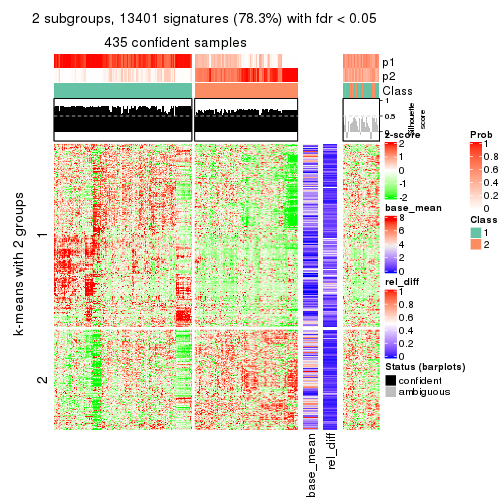 2 subgroups, 13401 signatures (78.3%) with fdr < 0.05
435 confident samples
p1
p2
Class
1
0.5
0
Silhouette
score
k-means with 2 groups
1
2
base_mean
rel_diff
z-score
2
1
0
-1
-2
base_mean
8
6
4
2
0
rel_diff
1
0.8
0.6
0.4
0.2
0
Status (barplots)
confident
ambiguous
Prob
1
0.8
0.6
0.4
0.2
0
Class
1
2